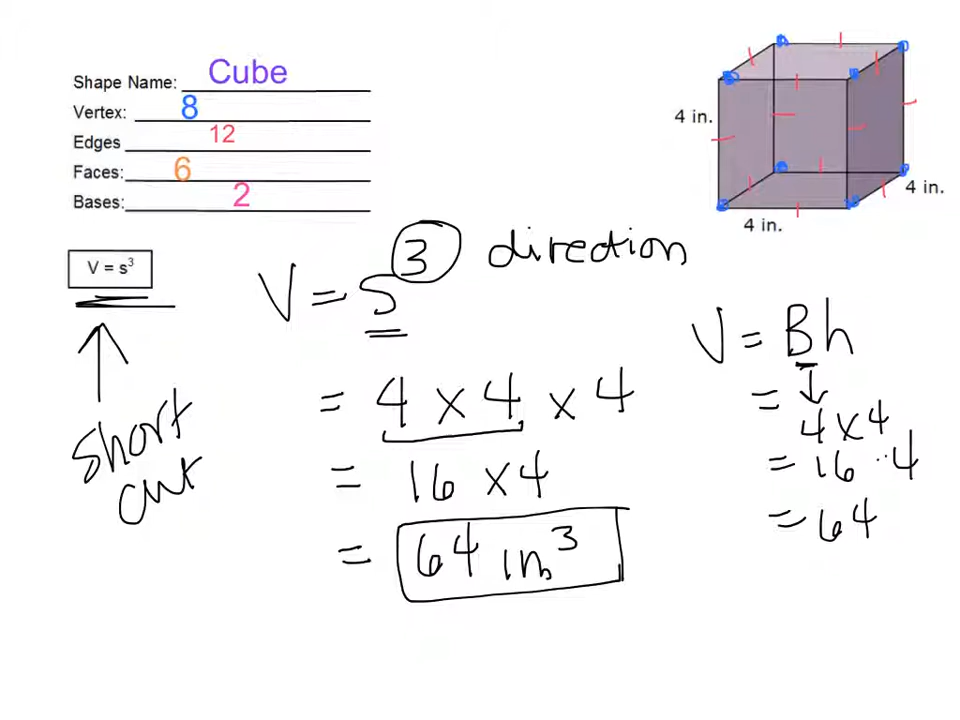 Shape Name: Cube
Vertex: 8
Edges 12
Faces: 6
Bases: 2
4 in.
4 in.
4 in.
V = s³
short
cut
V = S³ direction
= 4 × 4 × 4
= 16 × 4
= 64 in³
V = Bh
= 4 × 4
= 16 · 4
= 64